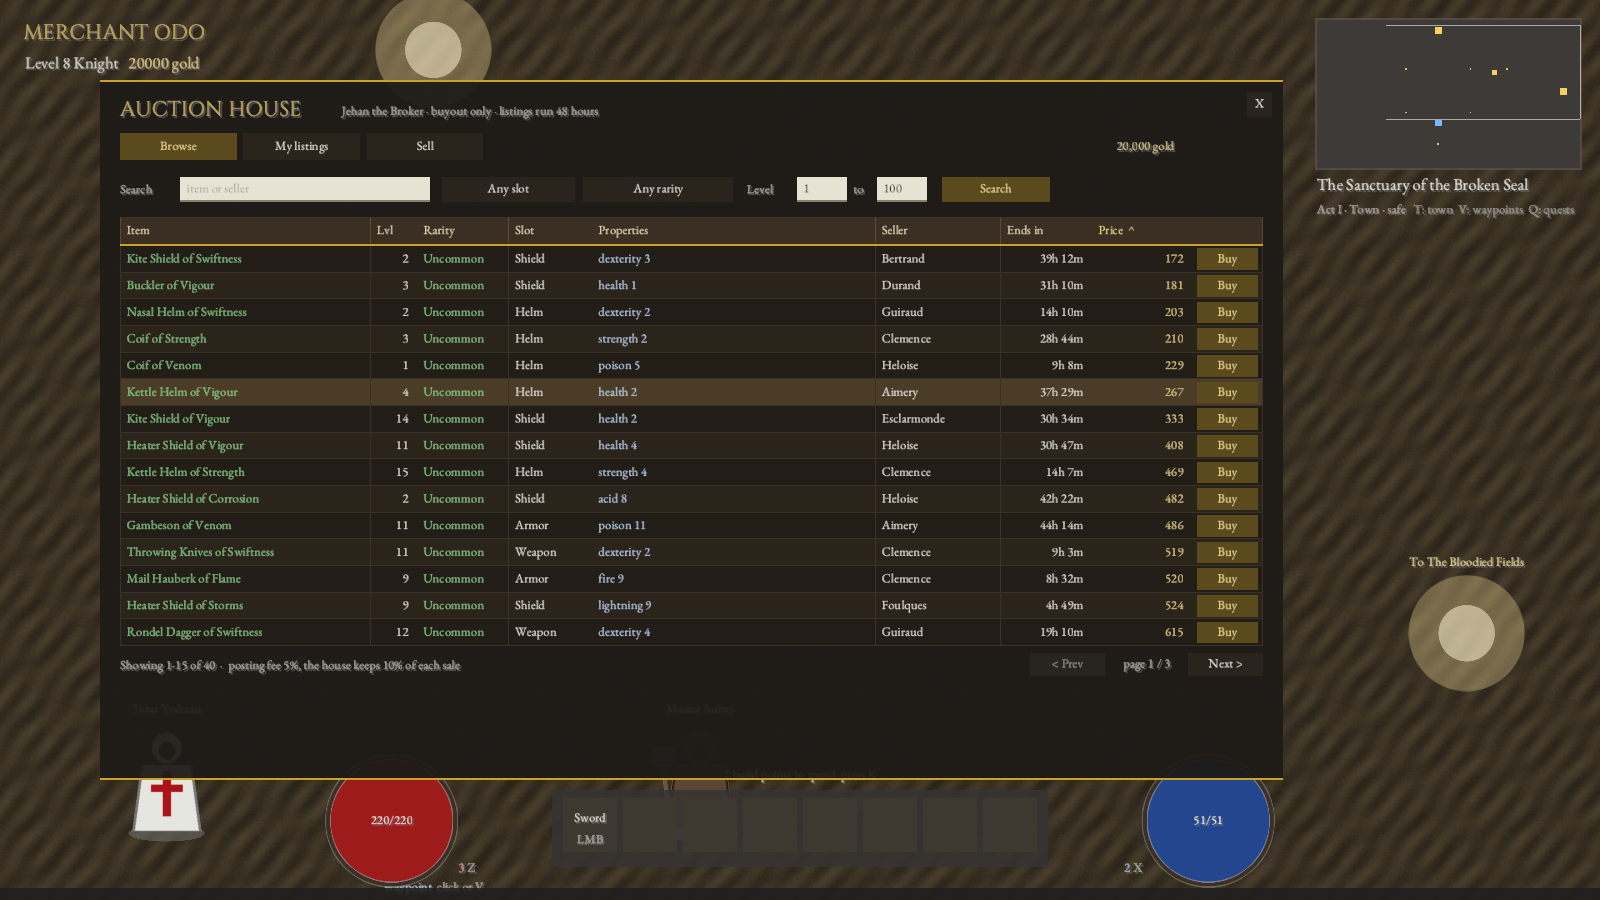 MERCHANT ODO
Level 8 Knight 20000 gold
AUCTION HOUSE Jehan the Broker · buyout only · listings run 48 hours X
Browse My listings Sell 20,000 gold
Search item or seller Any slot Any rarity Level 1 to 100 Search
Item Lvl Rarity Slot Properties Seller Ends in Price ^
Kite Shield of Swiftness 2 Uncommon Shield dexterity 3 Bertrand 39h 12m 172 Buy
Buckler of Vigour 3 Uncommon Shield health 1 Durand 31h 10m 181 Buy
Nasal Helm of Swiftness 2 Uncommon Helm dexterity 2 Guiraud 14h 10m 203 Buy
Coif of Strength 3 Uncommon Helm strength 2 Clemence 28h 44m 210 Buy
Coif of Venom 1 Uncommon Helm poison 5 Heloise 9h 8m 229 Buy
Kettle Helm of Vigour 4 Uncommon Helm health 2 Aimery 37h 29m 267 Buy
Kite Shield of Vigour 14 Uncommon Shield health 2 Esclarmonde 30h 34m 333 Buy
Heater Shield of Vigour 11 Uncommon Shield health 4 Heloise 30h 47m 408 Buy
Kettle Helm of Strength 15 Uncommon Helm strength 4 Clemence 14h 7m 469 Buy
Heater Shield of Corrosion 2 Uncommon Shield acid 8 Heloise 42h 22m 482 Buy
Gambeson of Venom 11 Uncommon Armor poison 11 Aimery 44h 14m 486 Buy
Throwing Knives of Swiftness 11 Uncommon Weapon dexterity 2 Clemence 9h 3m 519 Buy
Mail Hauberk of Flame 9 Uncommon Armor fire 9 Clemence 8h 32m 520 Buy
Heater Shield of Storms 9 Uncommon Shield lightning 9 Foulques 4h 49m 524 Buy
Rondel Dagger of Swiftness 12 Uncommon Weapon dexterity 4 Guiraud 19h 10m 615 Buy
Showing 1-15 of 40 · posting fee 5%, the house keeps 10% of each sale < Prev page 1 / 3 Next >
The Sanctuary of the Broken Seal
Act I · Town · safe T: town V: waypoints Q: quests
To The Bloodied Fields
220/220
Sword
LMB
51/51
3 Z
2 X
waypoint click or V